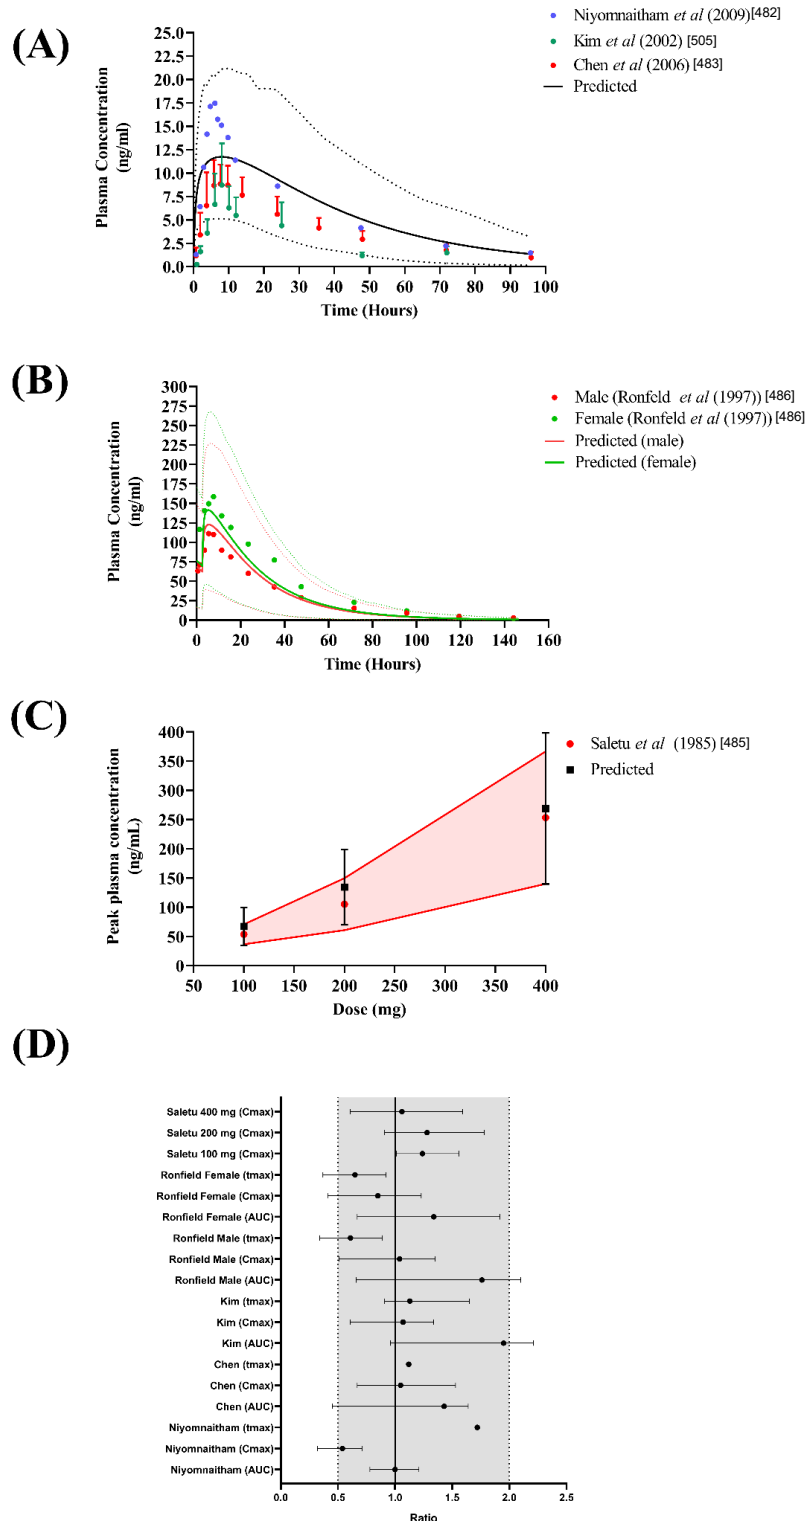 (A)
Niyomnaitham et al (2009)[482]
Kim et al (2002) [505]
Chen et al (2006) [483]
Predicted
25.0
22.5
20.0
17.5
15.0
12.5
10.0
7.5
5.0
2.5
0.0
Plasma Concentration
(ng/ml)
0 10 20 30 40 50 60 70 80 90 100
Time (Hours)
(B)
Male (Ronfeld et al (1997)) [486]
Female (Ronfeld et al (1997)) [486]
Predicted (male)
Predicted (female)
300
275
250
225
200
175
150
125
100
75
50
25
0
Plasma Concentration
(ng/ml)
0 20 40 60 80 100 120 140 160
Time (Hours)
(C)
Saletu et al (1985) [485]
Predicted
400
350
300
250
200
150
100
50
0
Peak plasma concentration
(ng/mL)
50 100 150 200 250 300 350 400
Dose (mg)
(D)
Saletu 400 mg (Cmax)
Saletu 200 mg (Cmax)
Saletu 100 mg (Cmax)
Ronfield Female (tmax)
Ronfield Female (Cmax)
Ronfield Female (AUC)
Ronfield Male (tmax)
Ronfield Male (Cmax)
Ronfield Male (AUC)
Kim (tmax)
Kim (Cmax)
Kim (AUC)
Chen (tmax)
Chen (Cmax)
Chen (AUC)
Niyomnaitham (tmax)
Niyomnaitham (Cmax)
Niyomnaitham (AUC)
0.0 0.5 1.0 1.5 2.0 2.5
Ratio